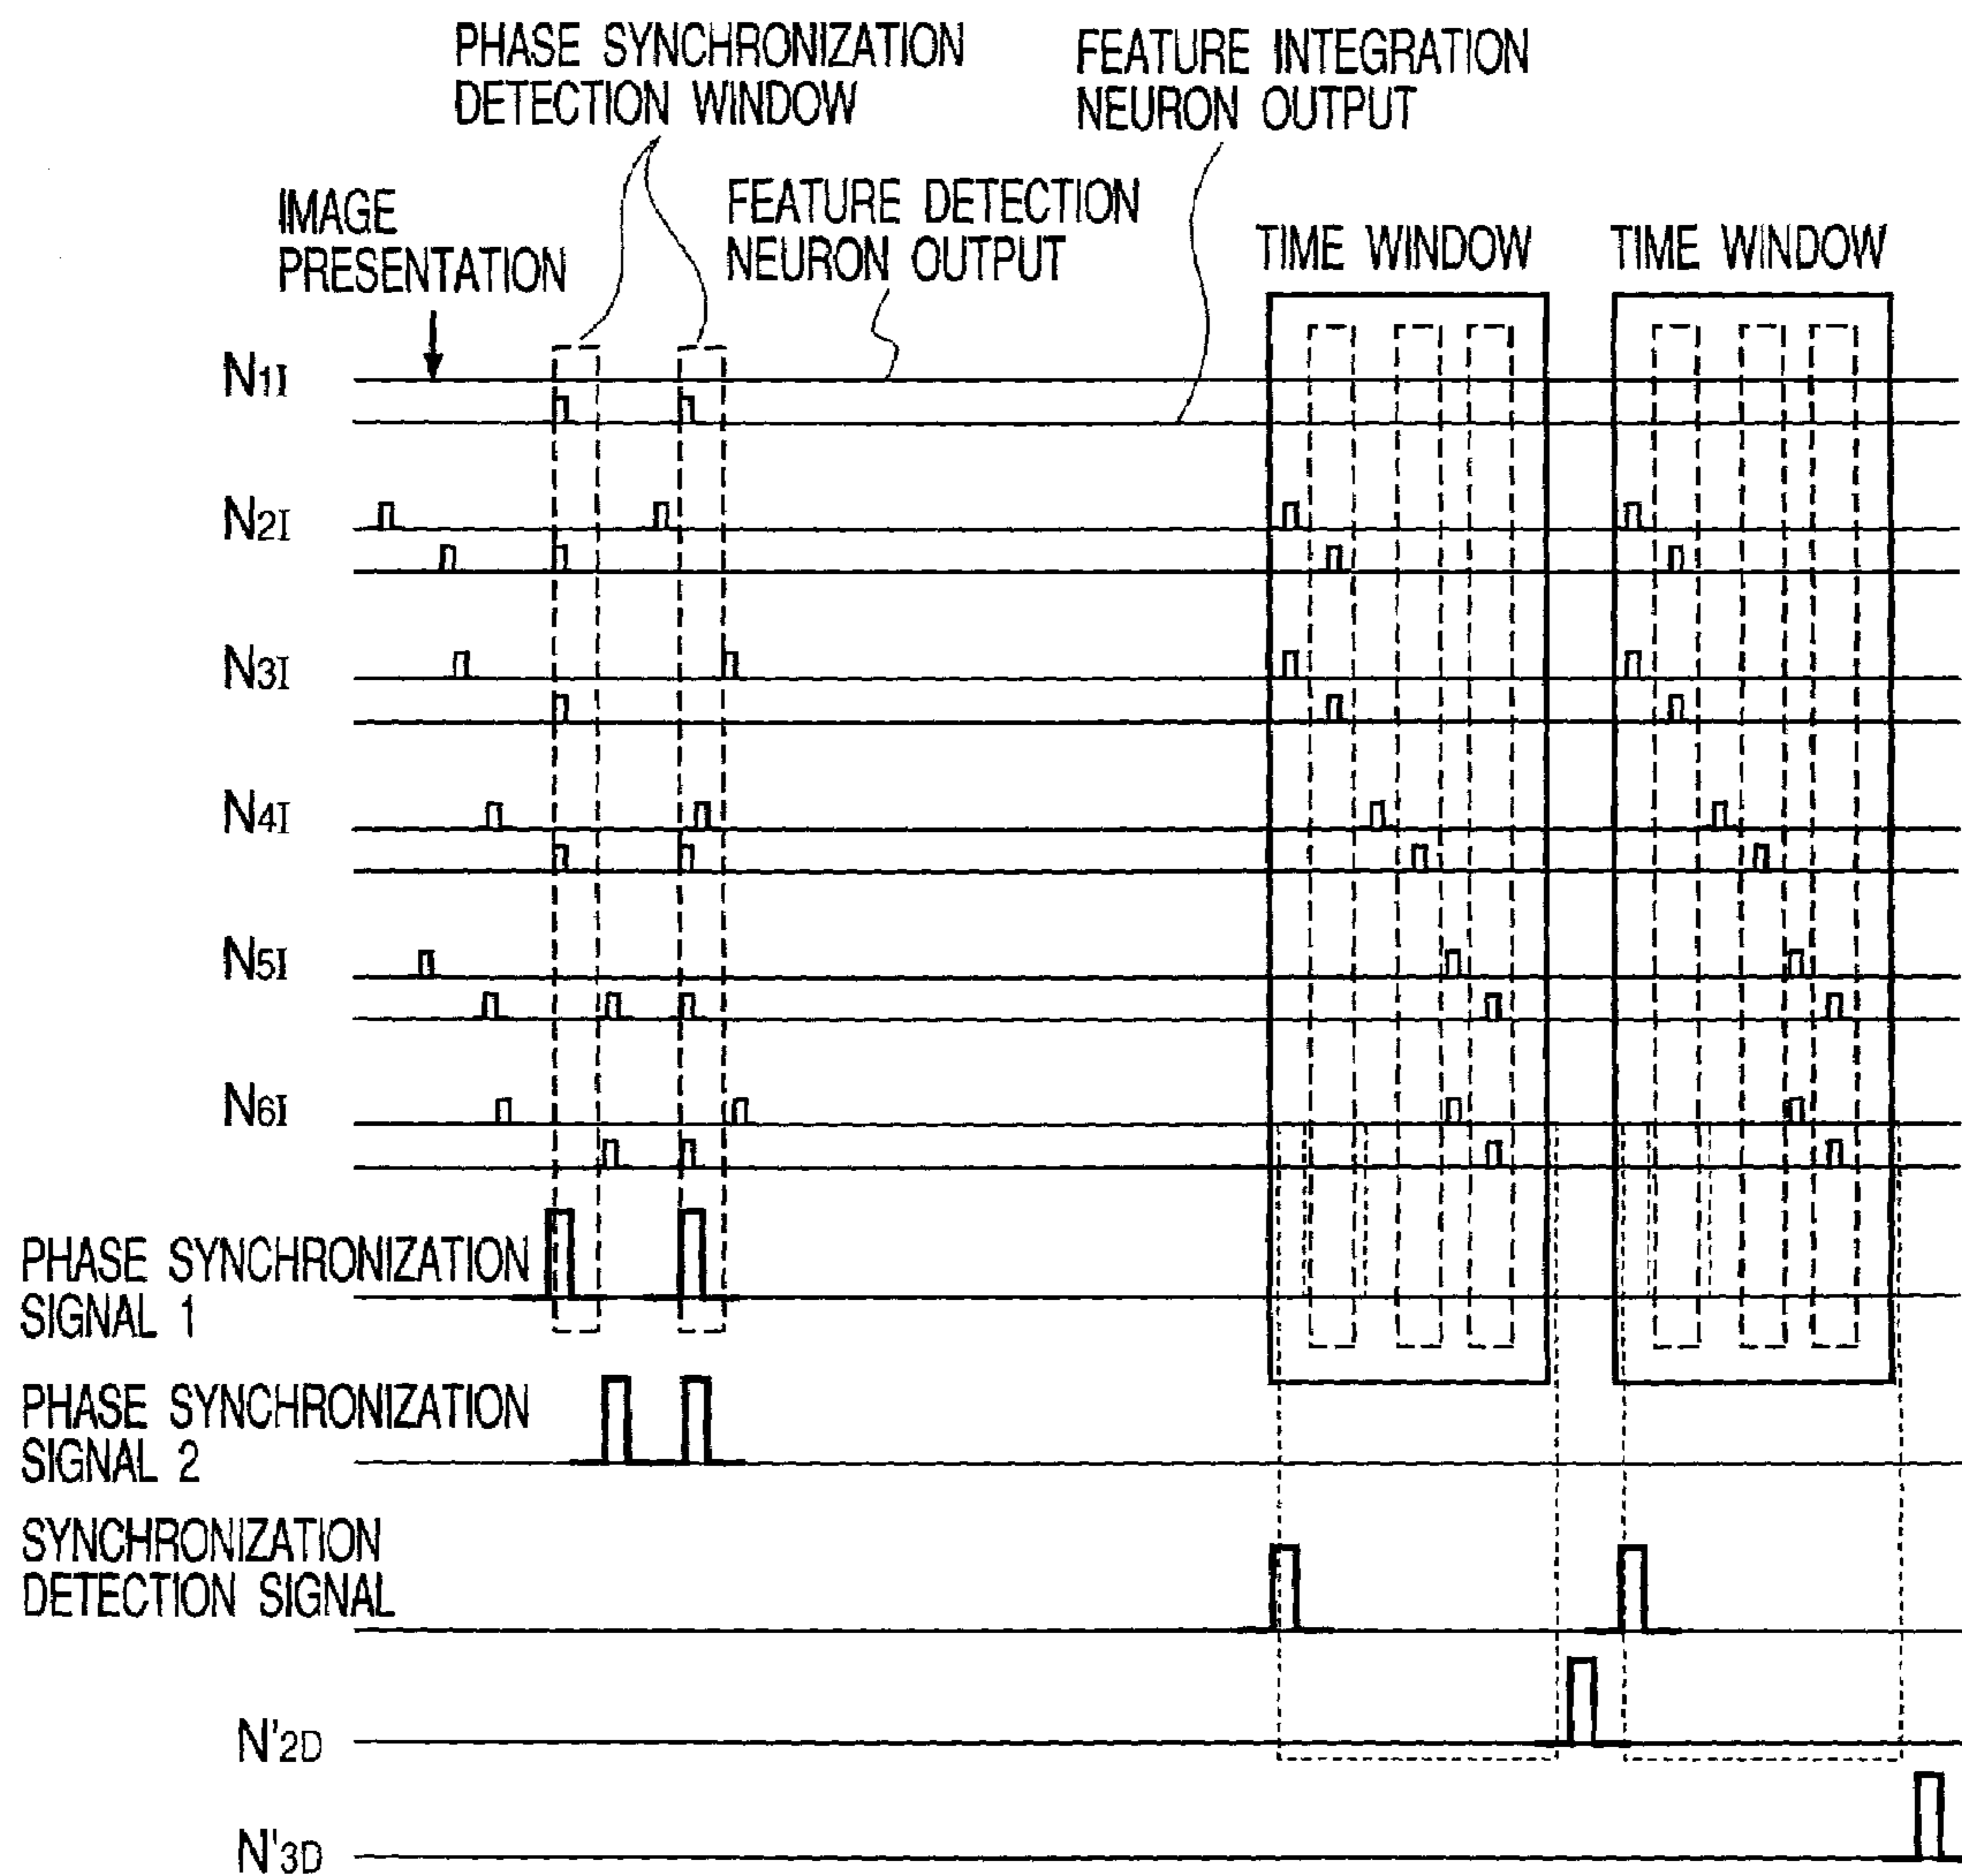 PHASE SYNCHRONIZATION
DETECTION WINDOW
FEATURE INTEGRATION
NEURON OUTPUT
IMAGE
PRESENTATION
FEATURE DETECTION
NEURON OUTPUT
TIME WINDOW
TIME WINDOW
N1I
N2I
N3I
N4I
N5I
N6I
PHASE SYNCHRONIZATION
SIGNAL 1
PHASE SYNCHRONIZATION
SIGNAL 2
SYNCHRONIZATION
DETECTION SIGNAL
N'2D
N'3D